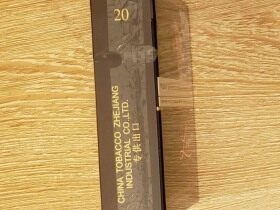 20
CHINA TOBACCO ZHEJIANG
INDUSTRIAL CO.,LTD.
专供出口